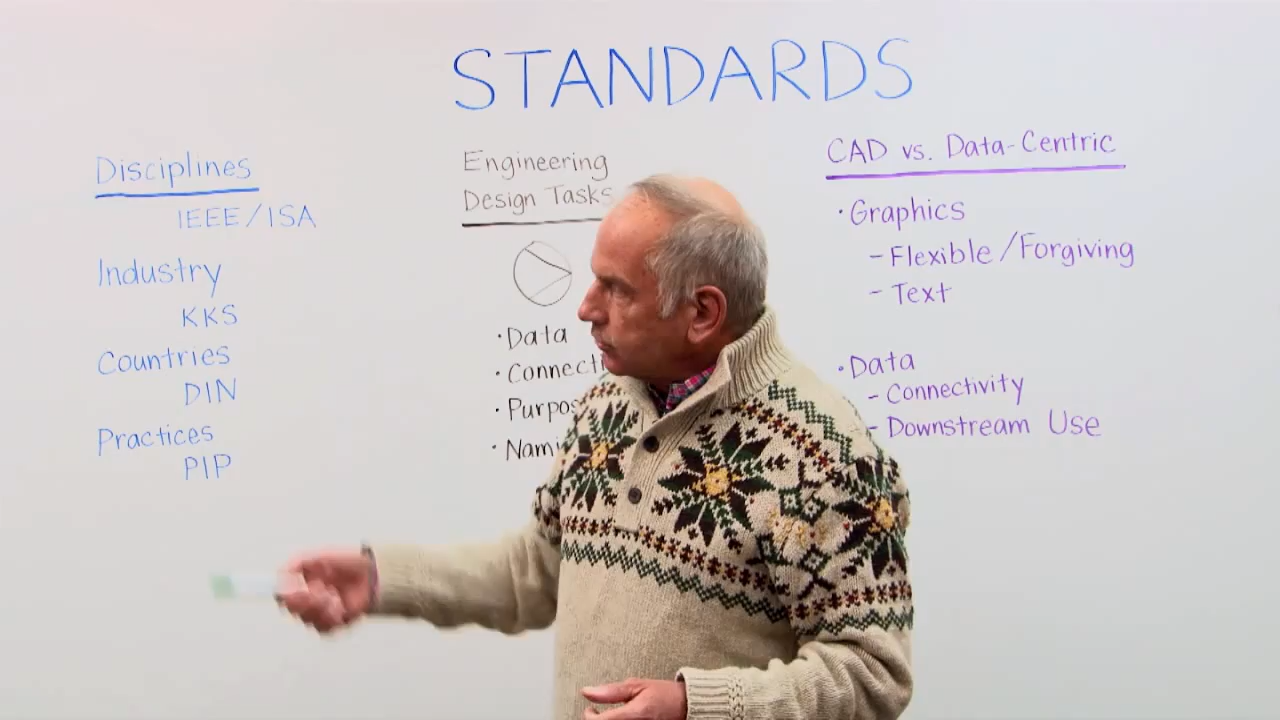 STANDARDS
Disciplines
IEEE/ISA
Industry
KKS
Countries
DIN
Practices
PIP
Engineering
Design Tasks
• Data
•
•
•
CAD vs. Data-Centric
• Graphics
- Flexible/Forgiving
- Text
• Data
- Connectivity
- Downstream Use